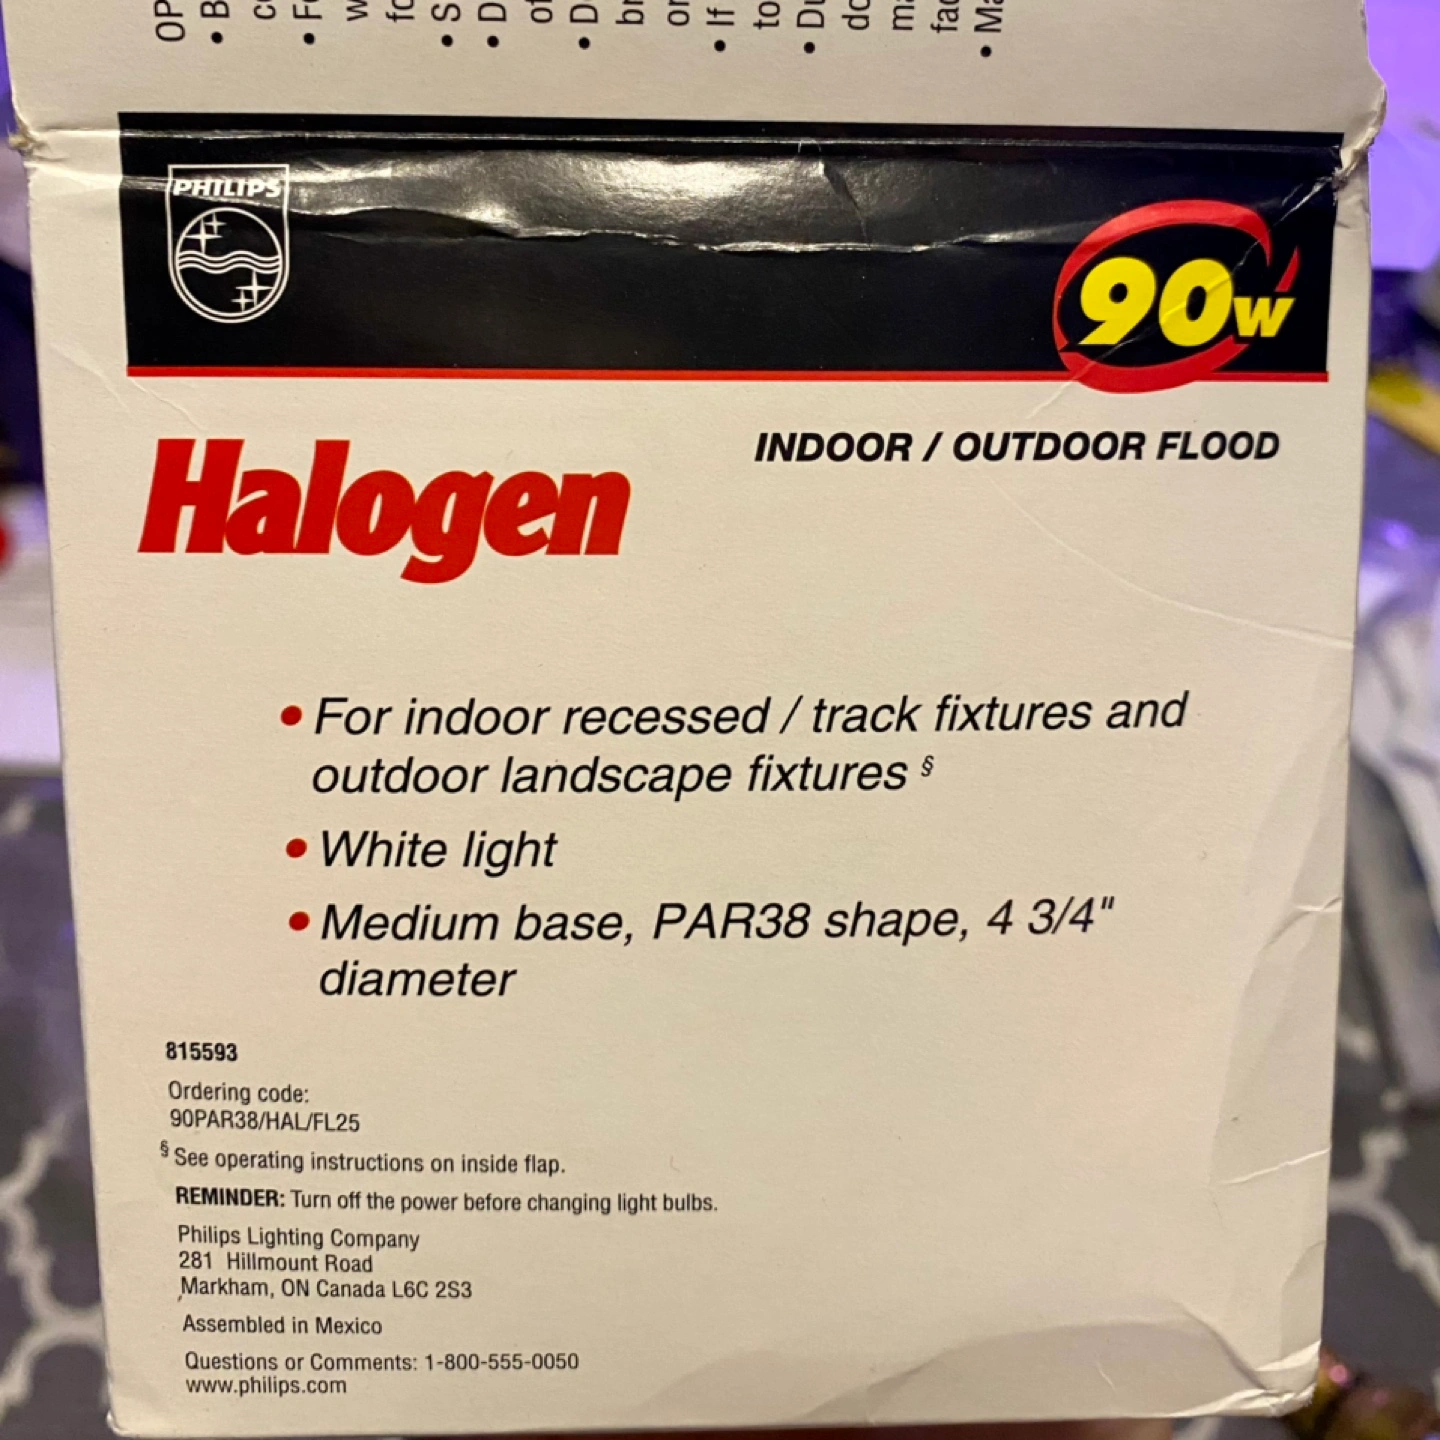 PHILIPS
90w
Halogen
INDOOR / OUTDOOR FLOOD
• For indoor recessed / track fixtures and
outdoor landscape fixtures §
• White light
• Medium base, PAR38 shape, 4 3/4"
diameter
815593
Ordering code:
90PAR38/HAL/FL25
§ See operating instructions on inside flap.
REMINDER: Turn off the power before changing light bulbs.
Philips Lighting Company
281 Hillmount Road
Markham, ON Canada L6C 2S3
Assembled in Mexico
Questions or Comments: 1-800-555-0050
www.philips.com